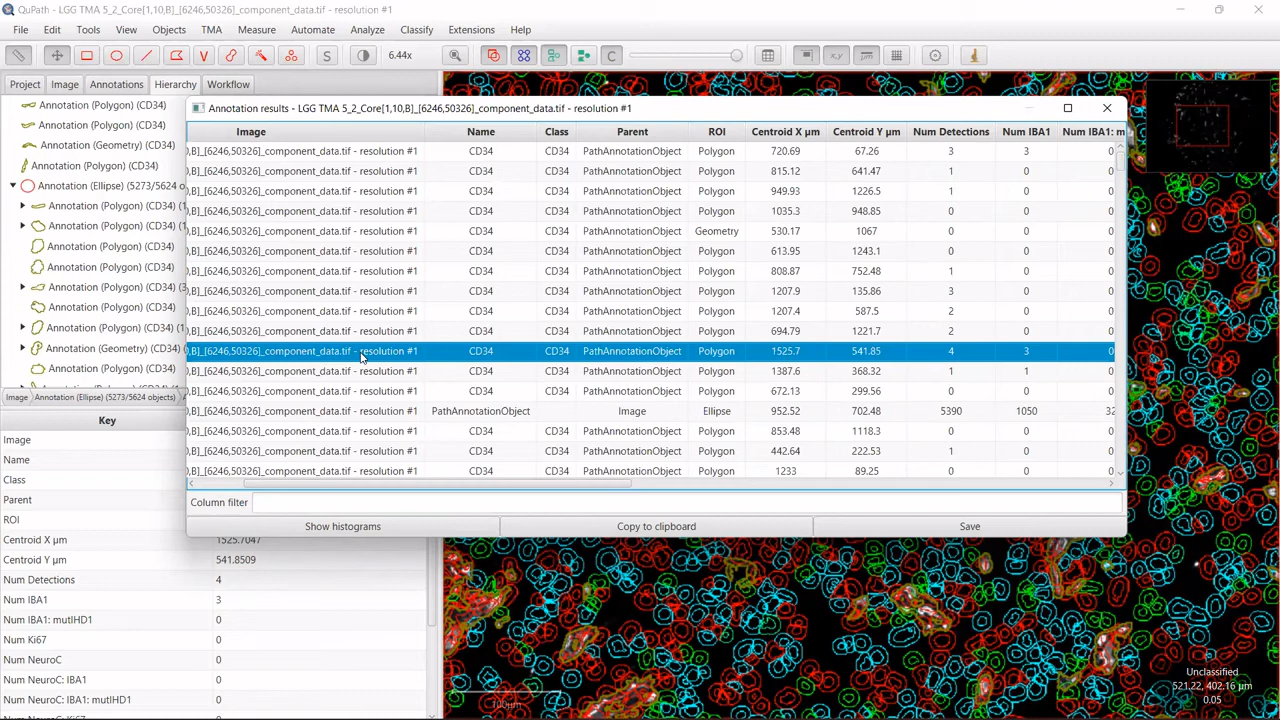 QuPath - LGG TMA 5_2_Core[1,10,B]_[6246,50326]_component_data.tif - resolution #1
File Edit Tools View Objects TMA Measure Automate Analyze Classify Extensions Help
S 6.44x C x,y
Project Image Annotations Hierarchy Workflow
Annotation (Polygon) (CD34)
Annotation (Polygon) (CD34)
Annotation (Geometry) (CD34)
Annotation (Polygon) (CD34)
Annotation (Ellipse) (5273/5624 o
Annotation (Polygon) (CD34) (1
Annotation (Polygon) (CD34) (1
Annotation (Polygon) (CD34)
Annotation (Polygon) (CD34)
Annotation (Polygon) (CD34) (
Annotation (Polygon) (CD34)
Annotation (Polygon) (CD34) (1
Annotation (Geometry) (CD34) (
Annotation (Polygon) (CD34)
Image Annotation (Ellipse) (5273/5624 objects)
Key
Image
Name
Class
Parent
ROI
Centroid X µm 1525.7047
Centroid Y µm 541.8509
Num Detections 4
Num IBA1 3
Num IBA1: mutIHD1 0
Num Ki67 0
Num NeuroC 0
Num NeuroC: IBA1 0
Num NeuroC: IBA1: mutIHD1 0
Num NeuroC: Ki67 0
Annotation results - LGG TMA 5_2_Core[1,10,B]_[6246,50326]_component_data.tif - resolution #1
Image Name Class Parent ROI Centroid X µm Centroid Y µm Num Detections Num IBA1 Num IBA1: m
),B]_[6246,50326]_component_data.tif - resolution #1 CD34 CD34 PathAnnotationObject Polygon 720.69 67.26 3 3 0
),B]_[6246,50326]_component_data.tif - resolution #1 CD34 CD34 PathAnnotationObject Polygon 815.12 641.47 1 0 0
),B]_[6246,50326]_component_data.tif - resolution #1 CD34 CD34 PathAnnotationObject Polygon 949.93 1226.5 1 0 0
),B]_[6246,50326]_component_data.tif - resolution #1 CD34 CD34 PathAnnotationObject Polygon 1035.3 948.85 0 0 0
),B]_[6246,50326]_component_data.tif - resolution #1 CD34 CD34 PathAnnotationObject Geometry 530.17 1067 0 0 0
),B]_[6246,50326]_component_data.tif - resolution #1 CD34 CD34 PathAnnotationObject Polygon 613.95 1243.1 0 0 0
),B]_[6246,50326]_component_data.tif - resolution #1 CD34 CD34 PathAnnotationObject Polygon 808.87 752.48 1 0 0
),B]_[6246,50326]_component_data.tif - resolution #1 CD34 CD34 PathAnnotationObject Polygon 1207.9 135.86 3 0 0
),B]_[6246,50326]_component_data.tif - resolution #1 CD34 CD34 PathAnnotationObject Polygon 1207.4 587.5 2 0 0
),B]_[6246,50326]_component_data.tif - resolution #1 CD34 CD34 PathAnnotationObject Polygon 694.79 1221.7 2 0 0
),B]_[6246,50326]_component_data.tif - resolution #1 CD34 CD34 PathAnnotationObject Polygon 1525.7 541.85 4 3 0
),B]_[6246,50326]_component_data.tif - resolution #1 CD34 CD34 PathAnnotationObject Polygon 1387.6 368.32 1 1 0
),B]_[6246,50326]_component_data.tif - resolution #1 CD34 CD34 PathAnnotationObject Polygon 672.13 299.56 0 0 0
),B]_[6246,50326]_component_data.tif - resolution #1 PathAnnotationObject Image Ellipse 952.52 702.48 5390 1050 32
),B]_[6246,50326]_component_data.tif - resolution #1 CD34 CD34 PathAnnotationObject Polygon 853.48 1118.3 0 0 0
),B]_[6246,50326]_component_data.tif - resolution #1 CD34 CD34 PathAnnotationObject Polygon 442.64 222.53 1 0 0
),B]_[6246,50326]_component_data.tif - resolution #1 CD34 CD34 PathAnnotationObject Polygon 1233 89.25 0 0 0
Column filter
Show histograms Copy to clipboard Save
100µm
Unclassified
521.22, 402.16 µm
0.05